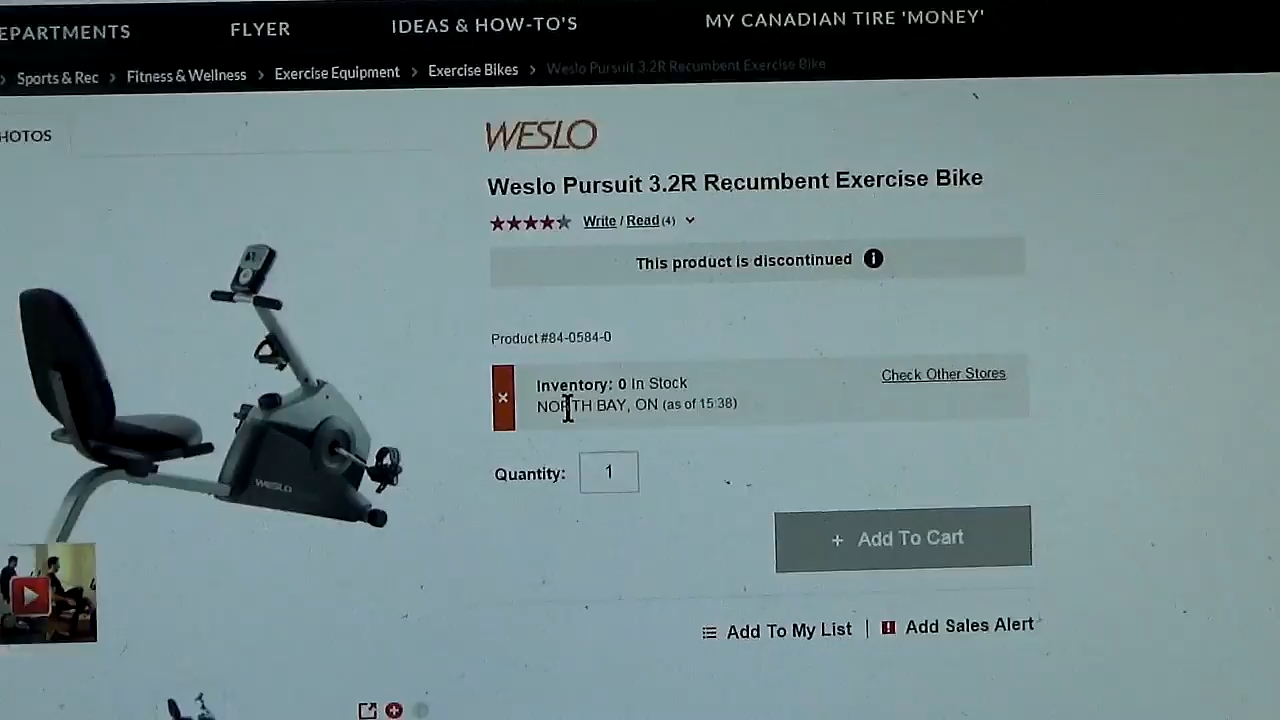 EPARTMENTS FLYER IDEAS & HOW-TO'S MY CANADIAN TIRE 'MONEY'
> Sports & Rec > Fitness & Wellness > Exercise Equipment > Exercise Bikes > Weslo Pursuit 3.2R Recumbent Exercise Bike
HOTOS
WESLO
Weslo Pursuit 3.2R Recumbent Exercise Bike
Write / Read (4)
This product is discontinued i
Product #84-0584-0
× Inventory: 0 In Stock Check Other Stores
NORTH BAY, ON (as of 15:38)
Quantity: 1
WESLO
+ Add To Cart
Add To My List | Add Sales Alert